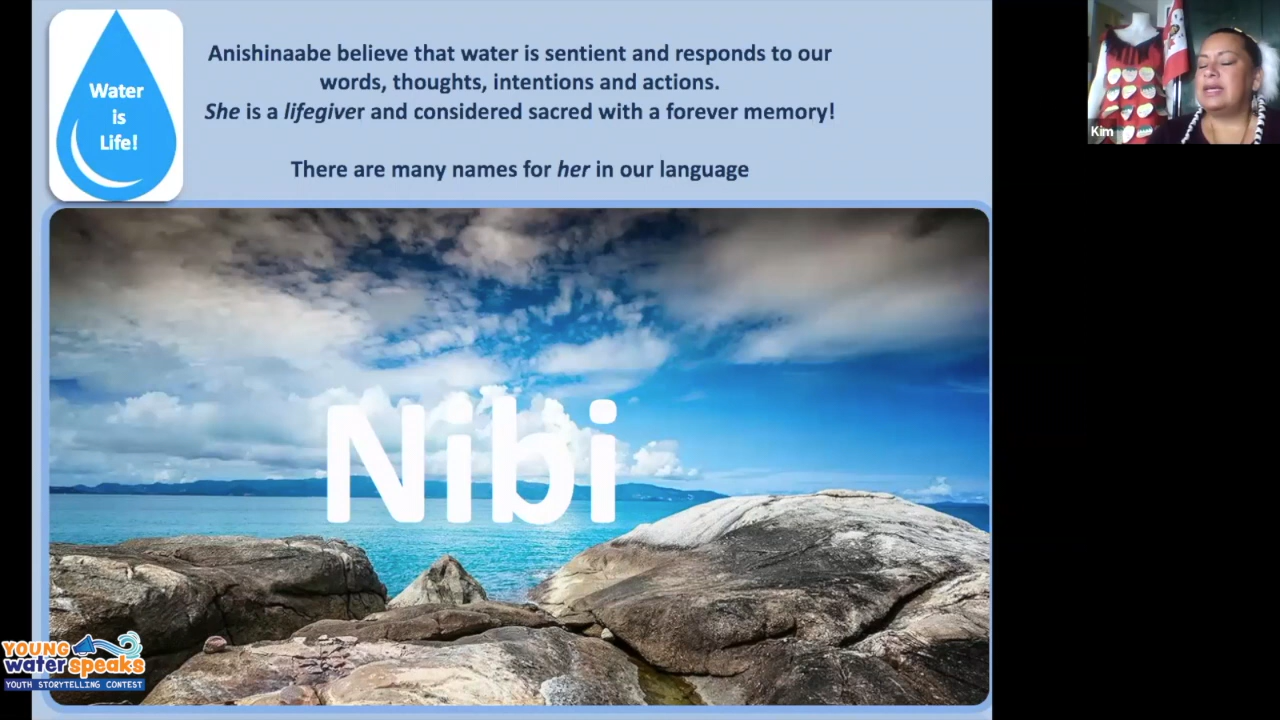 Water
is
Life!
Anishinaabe believe that water is sentient and responds to our
words, thoughts, intentions and actions.
She is a lifegiver and considered sacred with a forever memory!
There are many names for her in our language
Nibi
Kim
YOUNG
water speaks
YOUTH STORYTELLING CONTEST